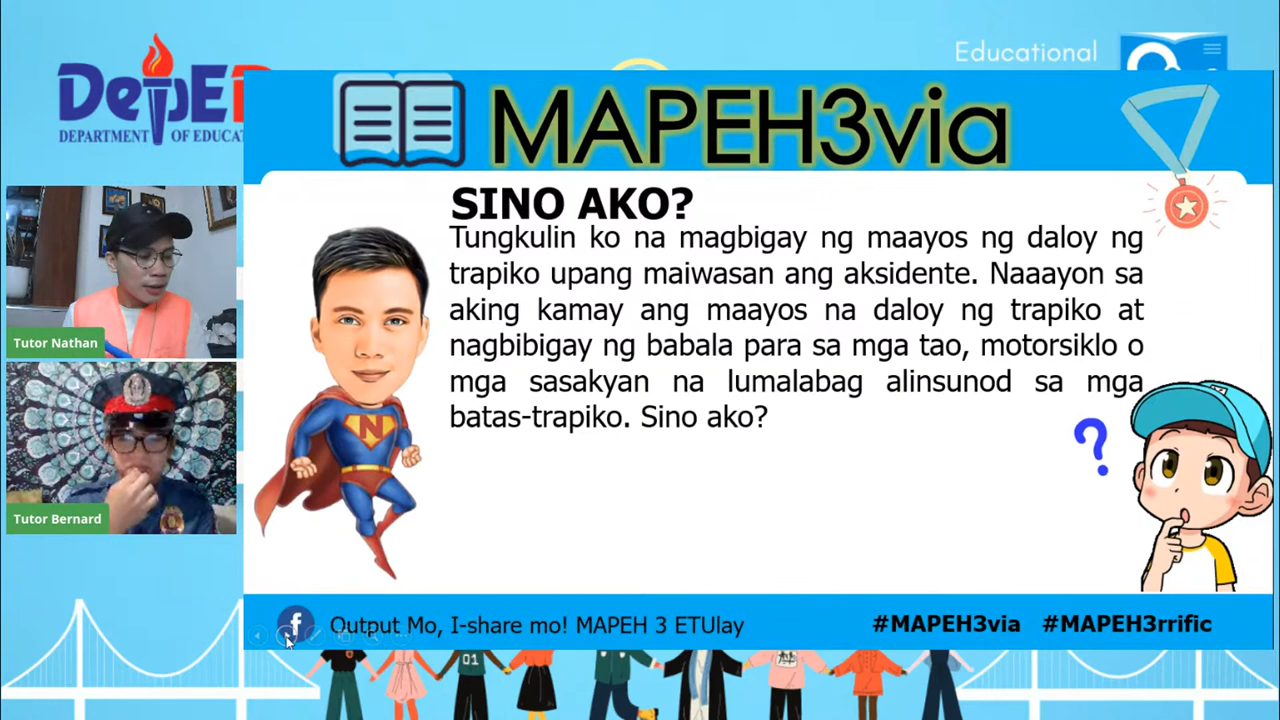 Educational
DepED
DEPARTMENT OF EDUCAT
MAPEH3via
SINO AKO?
Tungkulin ko na magbigay ng maayos ng daloy ng
trapiko upang maiwasan ang aksidente. Naaayon sa
aking kamay ang maayos na daloy ng trapiko at
nagbibigay ng babala para sa mga tao, motorsiklo o
mga sasakyan na lumalabag alinsunod sa mga
batas-trapiko. Sino ako?
N
?
Tutor Nathan
Tutor Bernard
f
Output Mo, I-share mo! MAPEH 3 ETUlay
#MAPEH3via #MAPEH3rrific
01